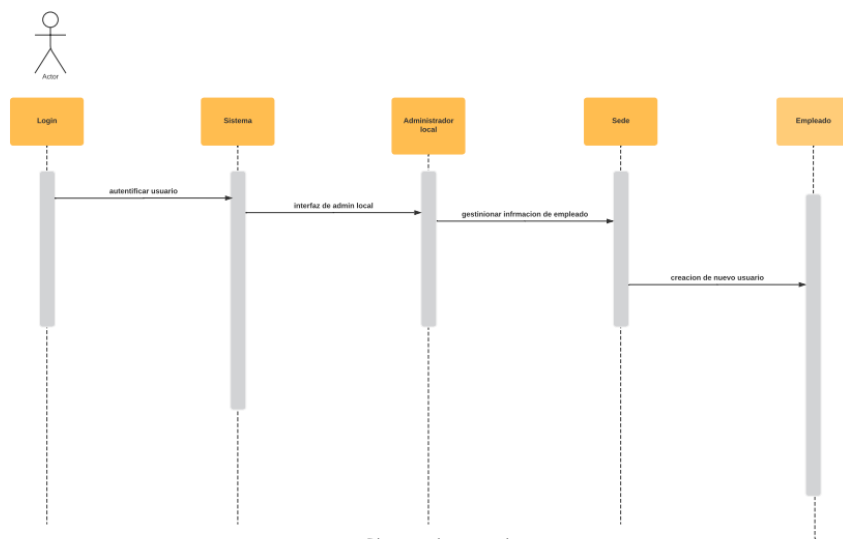 Actor
Login
Sistema
Administrador
local
Sede
Empleado
autentificar usuario
interfaz de admin local
gestinionar infrmacion de empleado
creacion de nuevo usuario